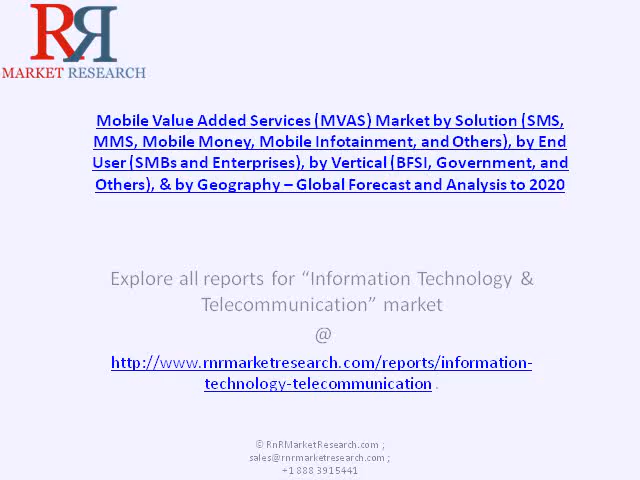 RR
MARKET RESEARCH
Mobile Value Added Services (MVAS) Market by Solution (SMS,
MMS, Mobile Money, Mobile Infotainment, and Others), by End
User (SMBs and Enterprises), by Vertical (BFSI, Government, and
Others), & by Geography – Global Forecast and Analysis to 2020
Explore all reports for “Information Technology &
Telecommunication” market
@
http://www.rnrmarketresearch.com/reports/information-
technology-telecommunication .
© RnRMarketResearch.com ;
sales@rnrmarketresearch.com ;
+1 888 3915441